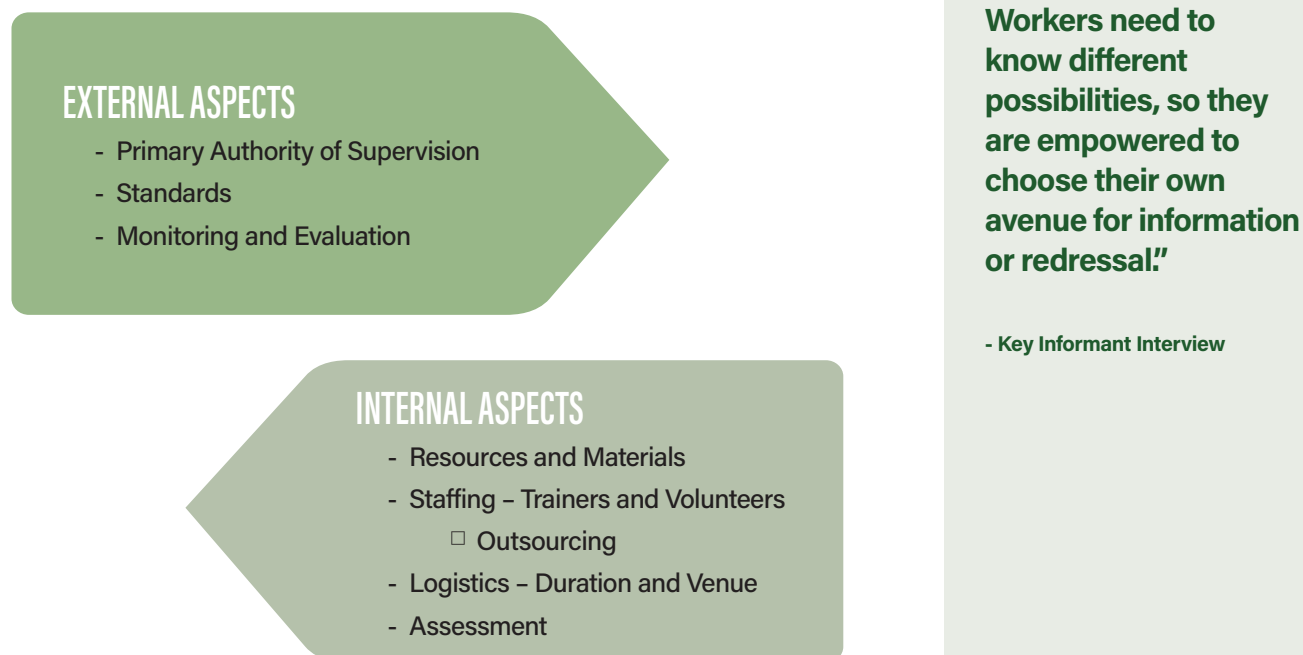 EXTERNAL ASPECTS
- Primary Authority of Supervision
- Standards
- Monitoring and Evaluation
INTERNAL ASPECTS
- Resources and Materials
- Staffing – Trainers and Volunteers
□ Outsourcing
- Logistics – Duration and Venue
- Assessment
Workers need to
know different
possibilities, so they
are empowered to
choose their own
avenue for information
or redressal.”
- Key Informant Interview